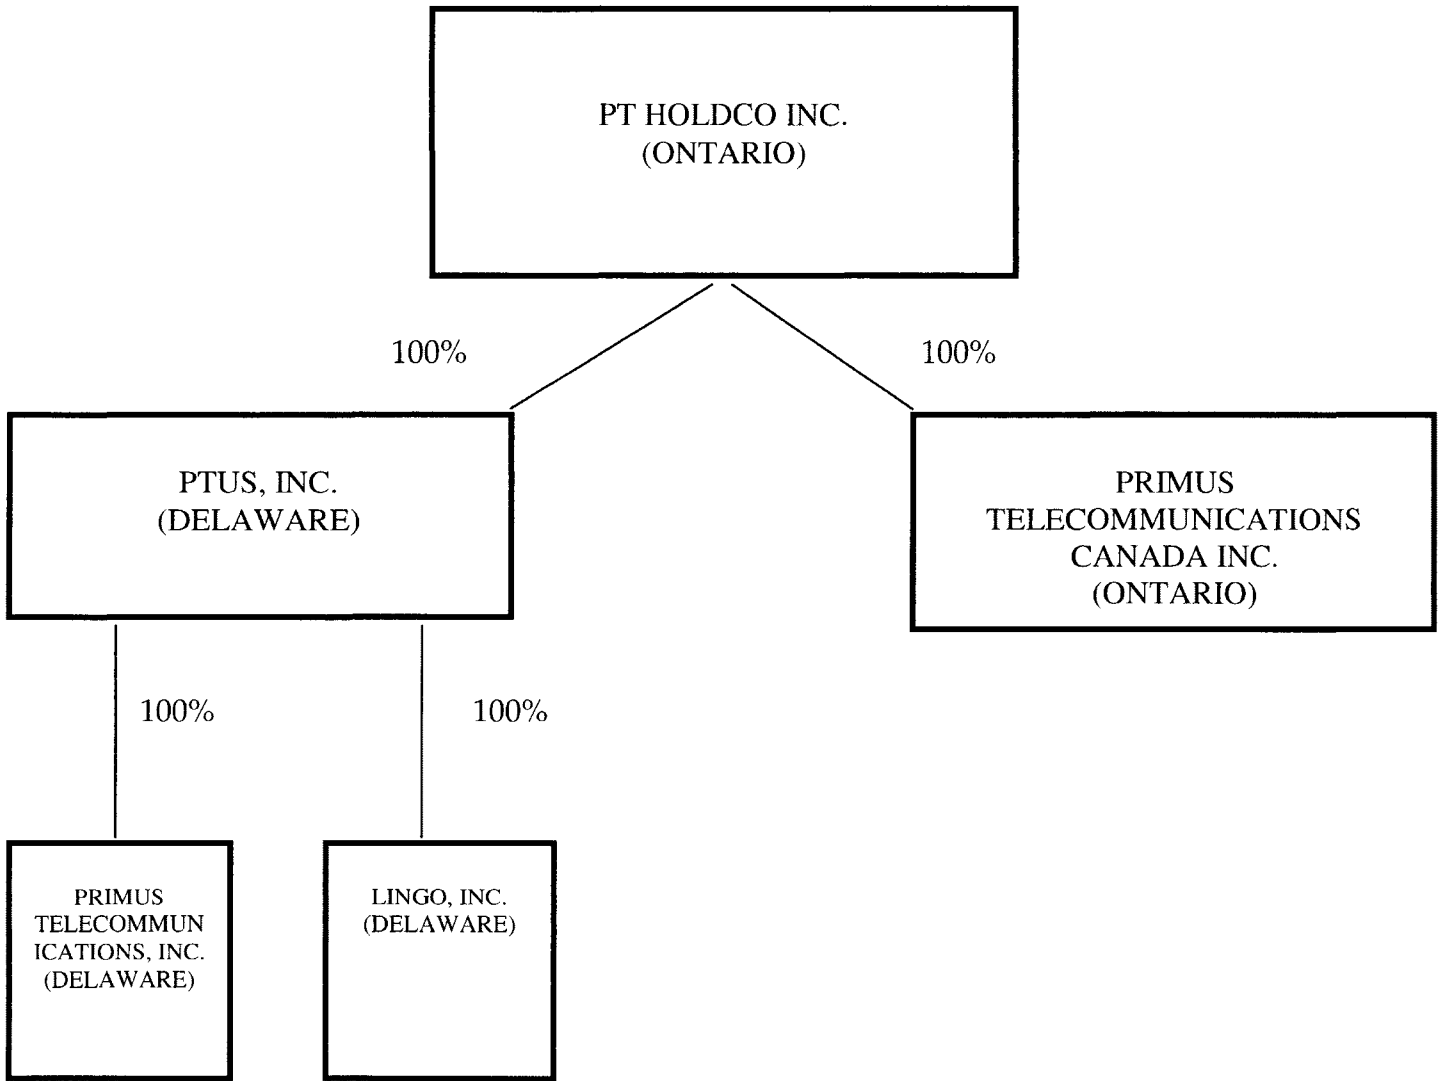 PT HOLDCO INC.
(ONTARIO)
100%
100%
PTUS, INC.
(DELAWARE)
PRIMUS
TELECOMMUNICATIONS
CANADA INC.
(ONTARIO)
100%
100%
PRIMUS
TELECOMMUN
ICATIONS, INC.
(DELAWARE)
LINGO, INC.
(DELAWARE)